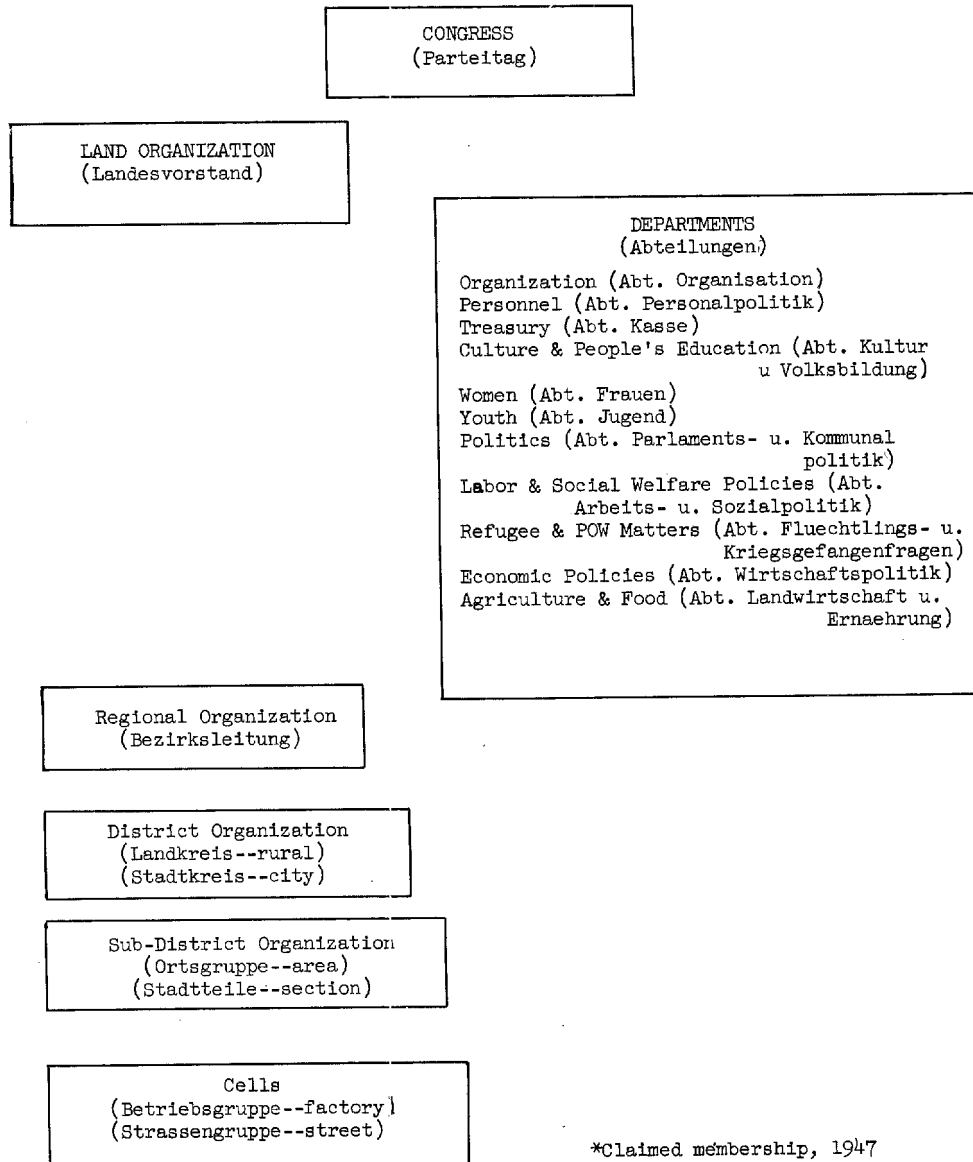 CONGRESS
(Parteitag)
LAND ORGANIZATION
(Landesvorstand)
DEPARTMENTS
(Abteilungen)
Organization (Abt. Organisation)
Personnel (Abt. Personalpolitik)
Treasury (Abt. Kasse)
Culture & People's Education (Abt. Kultur
u Volksbildung)
Women (Abt. Frauen)
Youth (Abt. Jugend)
Politics (Abt. Parlaments- u. Kommunal
politik)
Labor & Social Welfare Policies (Abt.
Arbeits- u. Sozialpolitik)
Refugee & POW Matters (Abt. Fluechtlings- u.
Kriegsgefangenfragen)
Economic Policies (Abt. Wirtschaftspolitik)
Agriculture & Food (Abt. Landwirtschaft u.
Ernaehrung)
Regional Organization
(Bezirksleitung)
District Organization
(Landkreis--rural)
(Stadtkreis--city)
Sub-District Organization
(Ortsgruppe--area)
(Stadtteile--section)
Cells
(Betriebsgruppe--factory)
(Strassengruppe--street)
*Claimed membership, 1947